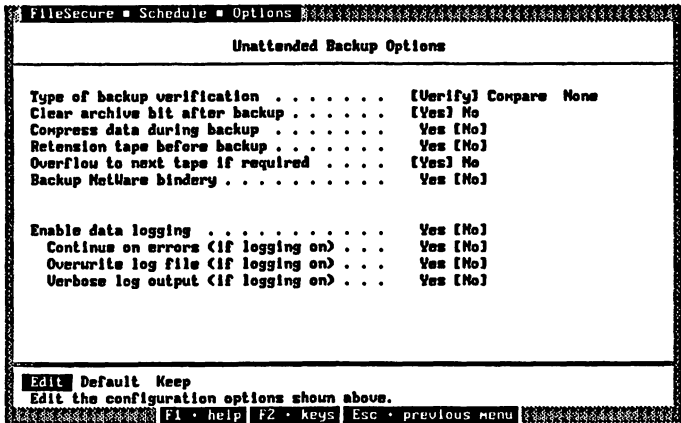 FileSecure ▪ Schedule ▪ Options
Unattended Backup Options
Type of backup verification . . . . . . . [Verify] Compare None
Clear archive bit after backup . . . . . . [Yes] No
Compress data during backup . . . . . . . Yes [No]
Retension tape before backup . . . . . . . Yes [No]
Overflow to next tape if required . . . . [Yes] No
Backup NetWare bindery . . . . . . . . . . Yes [No]
Enable data logging . . . . . . . . . . . Yes [No]
Continue on errors (if logging on) . . . Yes [No]
Overwrite log file (if logging on) . . . Yes [No]
Verbose log output (if logging on) . . . Yes [No]
Edit Default Keep
Edit the configuration options shown above.
F1 · help F2 · keys Esc · previous menu